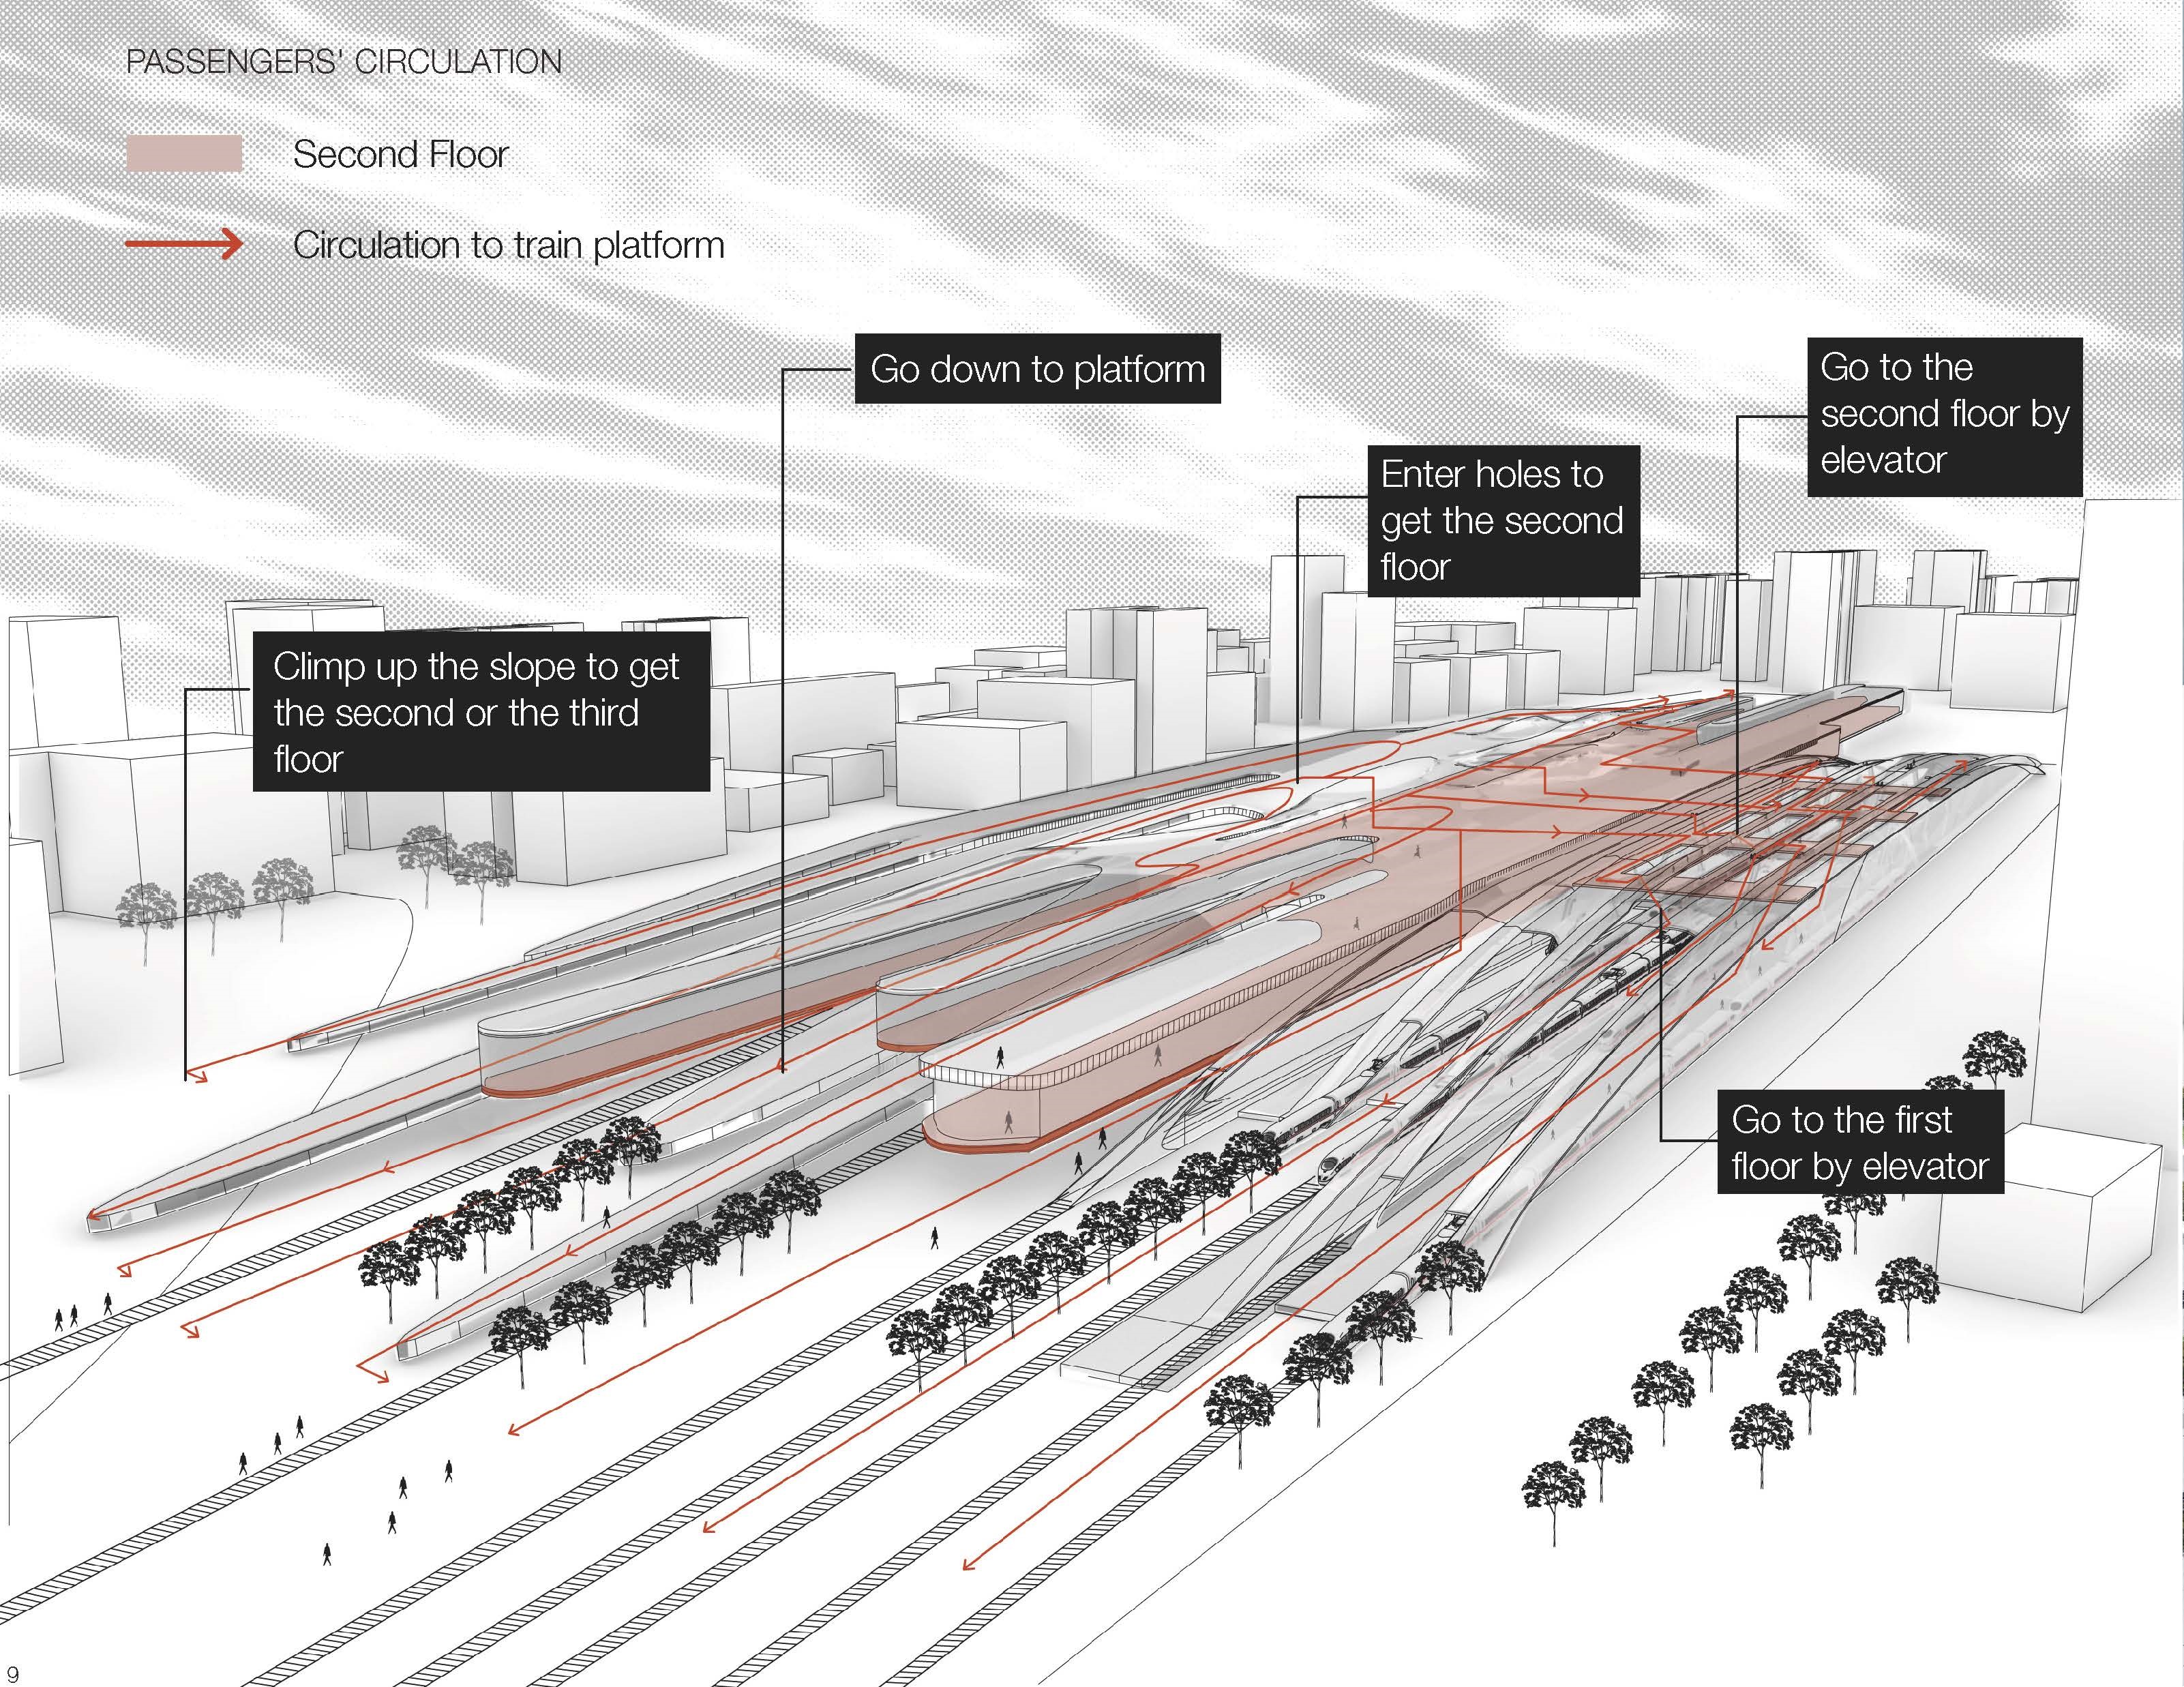 PASSENGERS' CIRCULATION
Second Floor
Circulation to train platform
Go down to platform
Go to the
second floor by
elevator
Enter holes to
get the second
floor
Climp up the slope to get
the second or the third
floor
Go to the first
floor by elevator
9